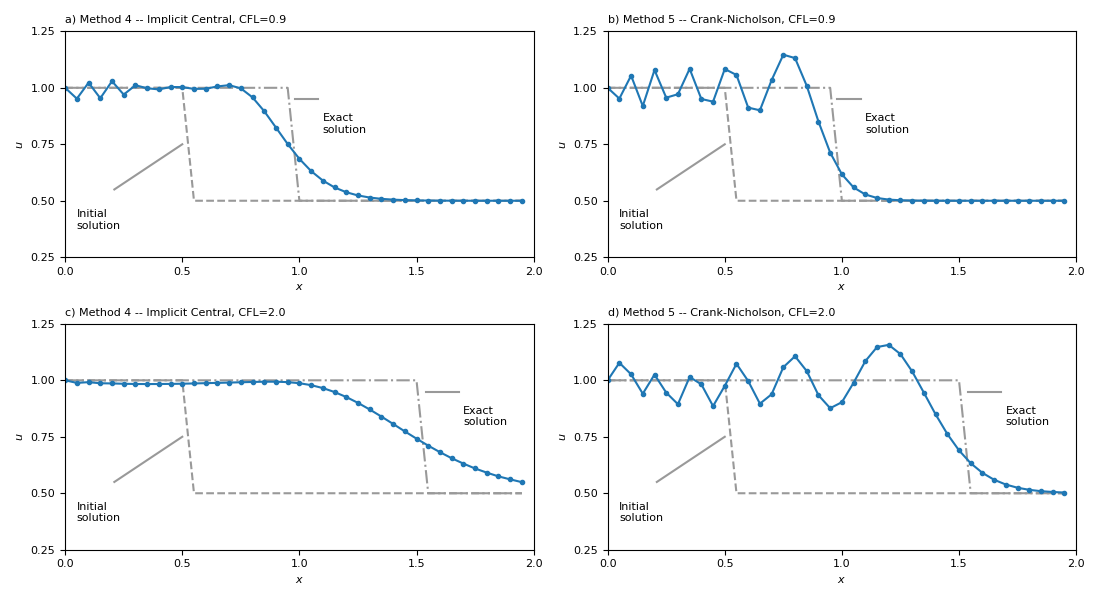 a) Method 4 -- Implicit Central, CFL=0.9
1.25
1.00
0.75
0.50
0.25
u
Exact
solution
Initial
solution
0.0 0.5 1.0 1.5 2.0
x
b) Method 5 -- Crank-Nicholson, CFL=0.9
1.25
1.00
0.75
0.50
0.25
u
Exact
solution
Initial
solution
0.0 0.5 1.0 1.5 2.0
x
c) Method 4 -- Implicit Central, CFL=2.0
1.25
1.00
0.75
0.50
0.25
u
Exact
solution
Initial
solution
0.0 0.5 1.0 1.5 2.0
x
d) Method 5 -- Crank-Nicholson, CFL=2.0
1.25
1.00
0.75
0.50
0.25
u
Exact
solution
Initial
solution
0.0 0.5 1.0 1.5 2.0
x